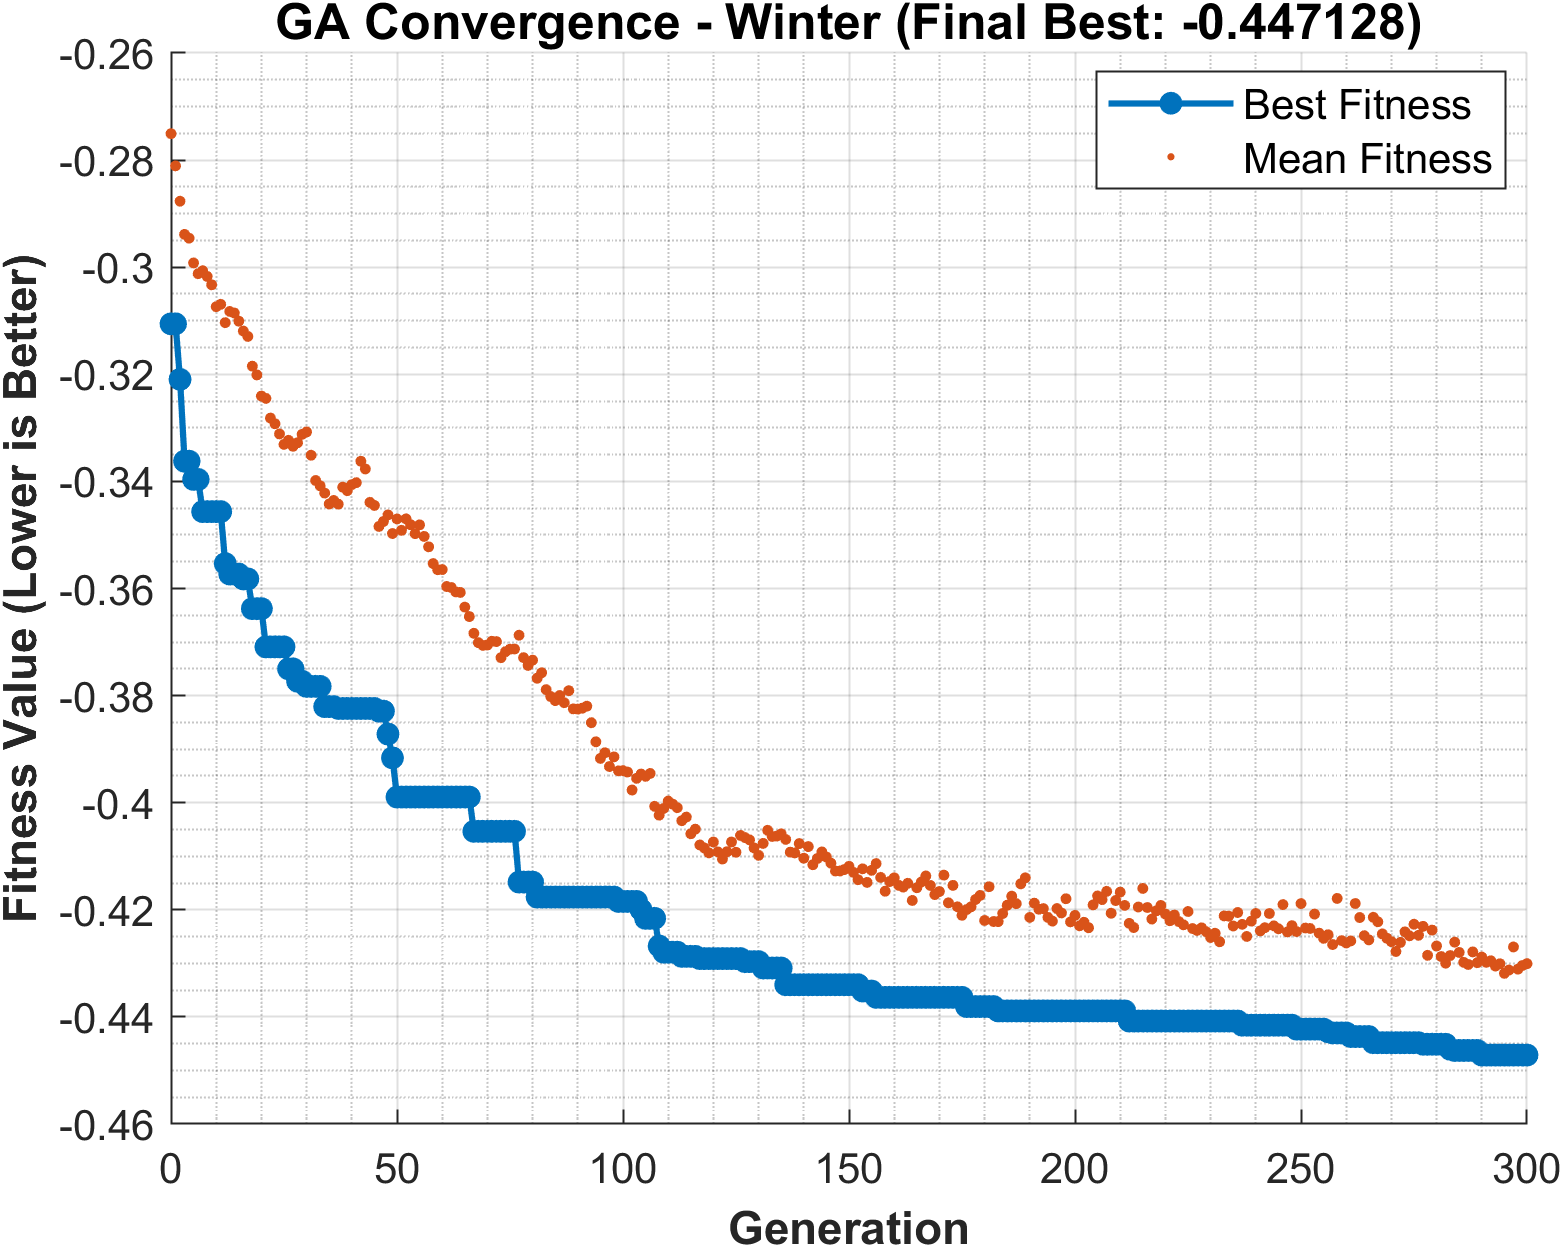 GA Convergence - Winter (Final Best: -0.447128)
Best Fitness
Mean Fitness
Fitness Value (Lower is Better)
-0.26
-0.28
-0.3
-0.32
-0.34
-0.36
-0.38
-0.4
-0.42
-0.44
-0.46
0 50 100 150 200 250 300
Generation